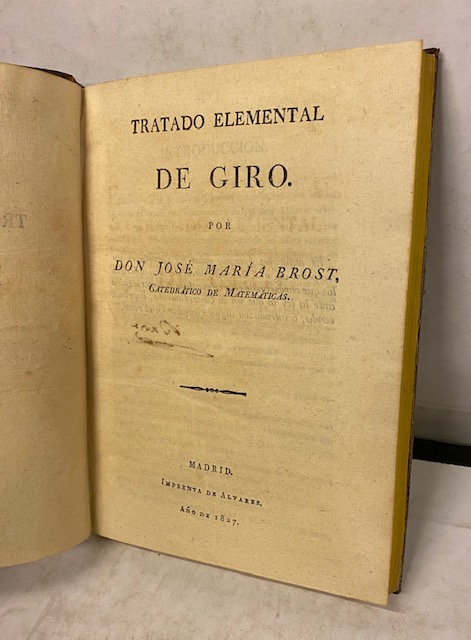 TRATADO ELEMENTAL
DE GIRO.
POR
DON JOSÉ MARÍA BROST,
CATEDRÁTICO DE MATEMÁTICAS.
MADRID.
IMPRENTA DE ALVAREZ.
AÑO DE 1827.